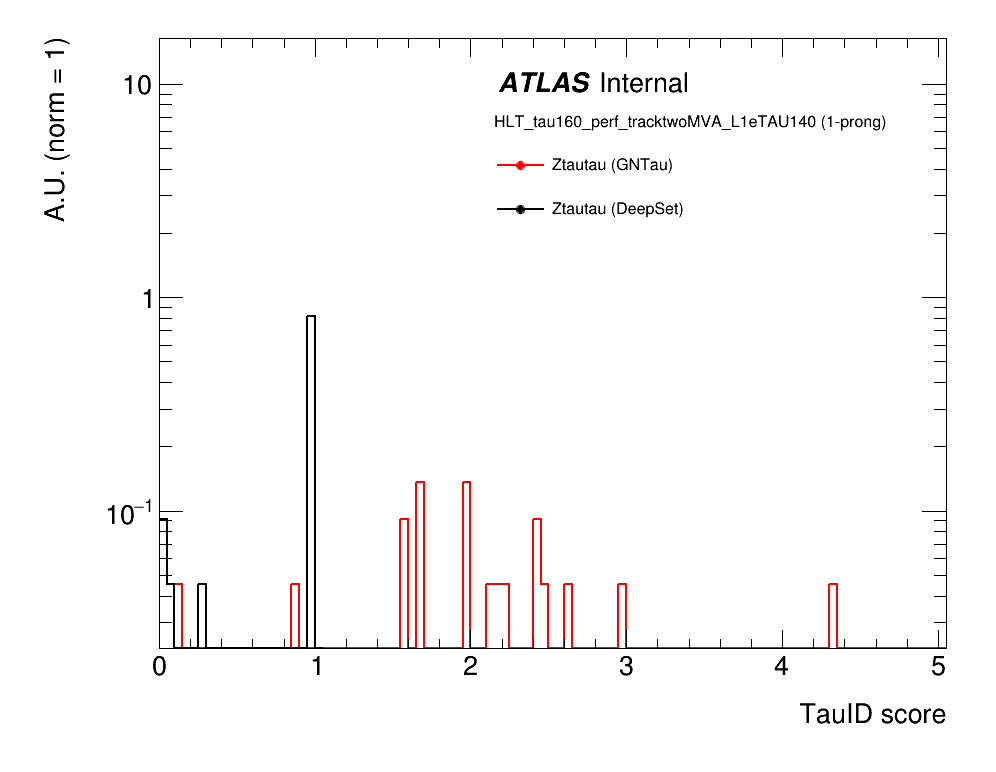 A.U. (norm = 1)
10
1
10⁻¹
ATLAS Internal
HLT_tau160_perf_tracktwoMVA_L1eTAU140 (1-prong)
Ztautau (GNTau)
Ztautau (DeepSet)
0 1 2 3 4 5
TauID score